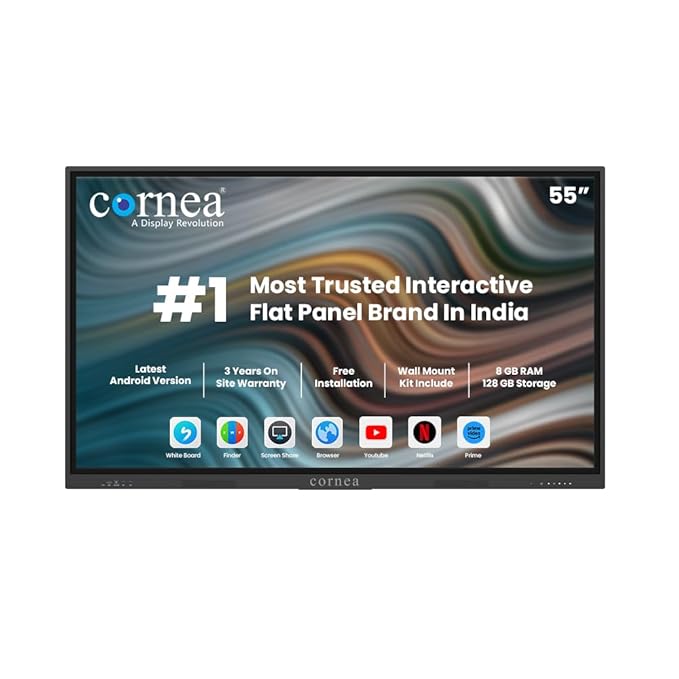 cornea®
A Display Revolution
55”
#1
Most Trusted Interactive
Flat Panel Brand In India
Latest
Android Version
3 Years On
Site Warranty
Free
Installation
Wall Mount
Kit Include
8 GB RAM
128 GB Storage
White Board
Finder
Screen Share
Browser
Youtube
Netflix
prime
video
Prime
cornea